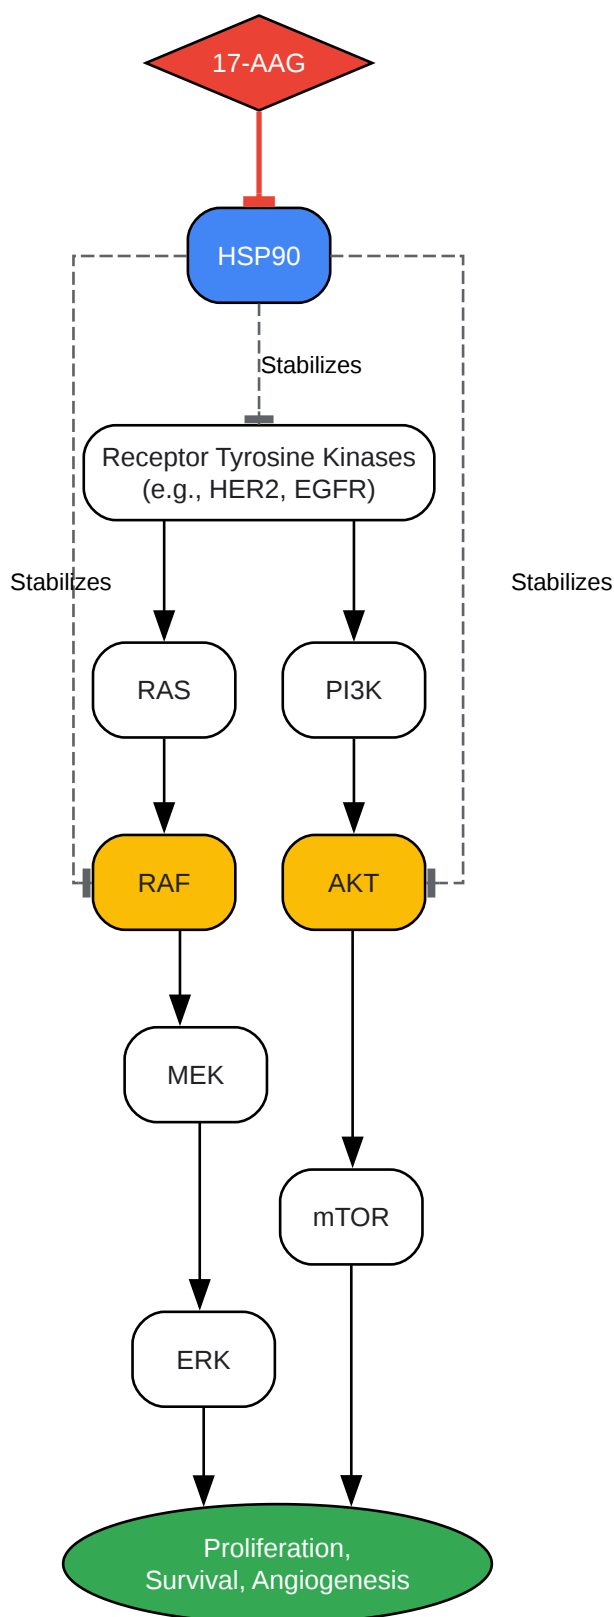 17-AAG
HSP90
Stabilizes
Receptor Tyrosine Kinases
(e.g., HER2, EGFR)
Stabilizes
Stabilizes
RAS
PI3K
RAF
AKT
MEK
mTOR
ERK
Proliferation,
Survival, Angiogenesis